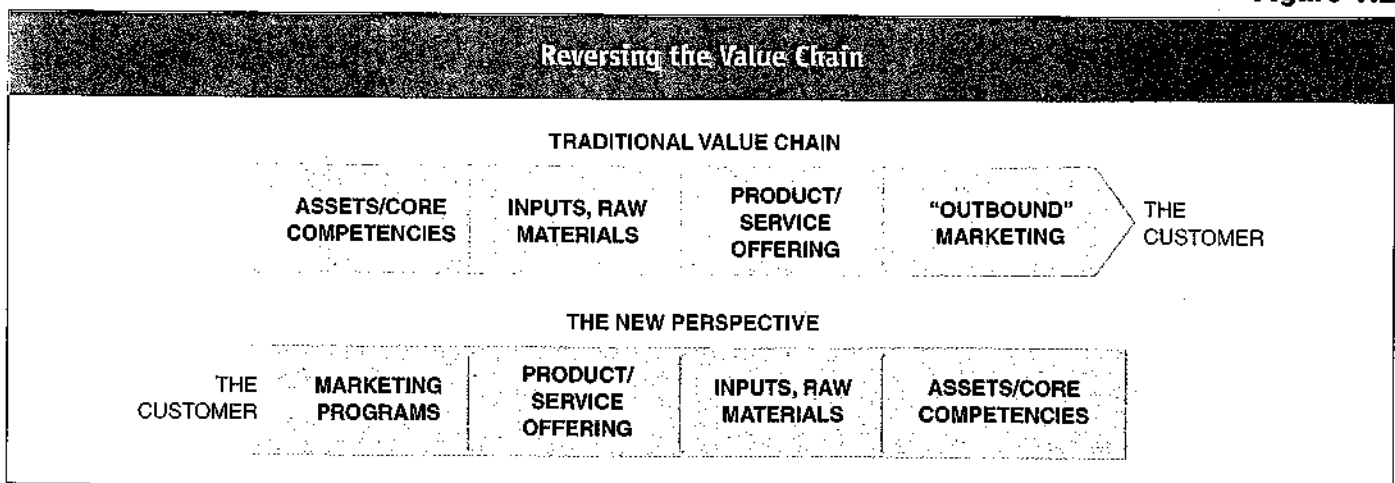 Reversing the Value Chain
TRADITIONAL VALUE CHAIN
ASSETS/CORE
COMPETENCIES
INPUTS, RAW
MATERIALS
PRODUCT/
SERVICE
OFFERING
"OUTBOUND"
MARKETING
THE
CUSTOMER
THE NEW PERSPECTIVE
THE
CUSTOMER
MARKETING
PROGRAMS
PRODUCT/
SERVICE
OFFERING
INPUTS, RAW
MATERIALS
ASSETS/CORE
COMPETENCIES